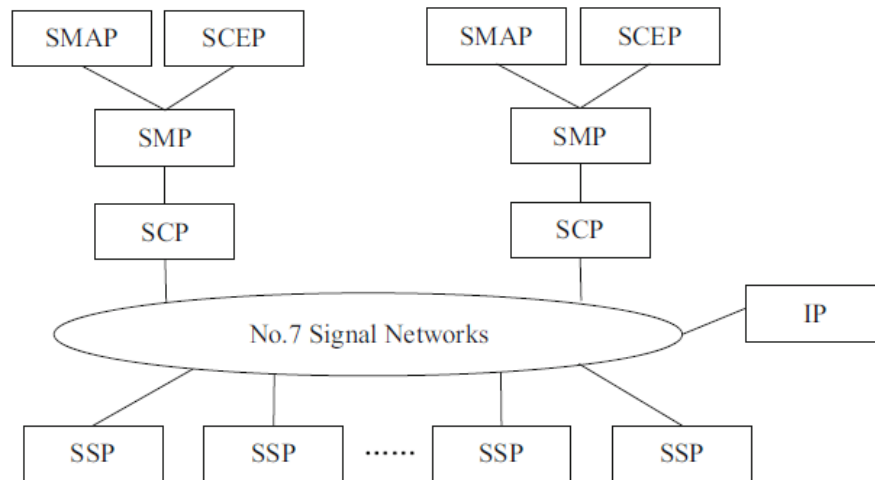 SMAP SCEP SMAP SCEP
SMP SMP
SCP SCP
IP
No.7 Signal Networks
SSP SSP ...... SSP SSP